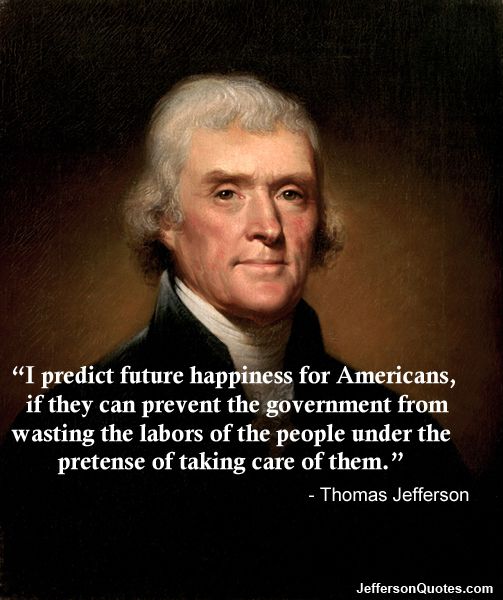 “I predict future happiness for Americans,
if they can prevent the government from
wasting the labors of the people under the
pretense of taking care of them.”
- Thomas Jefferson
JeffersonQuotes.com